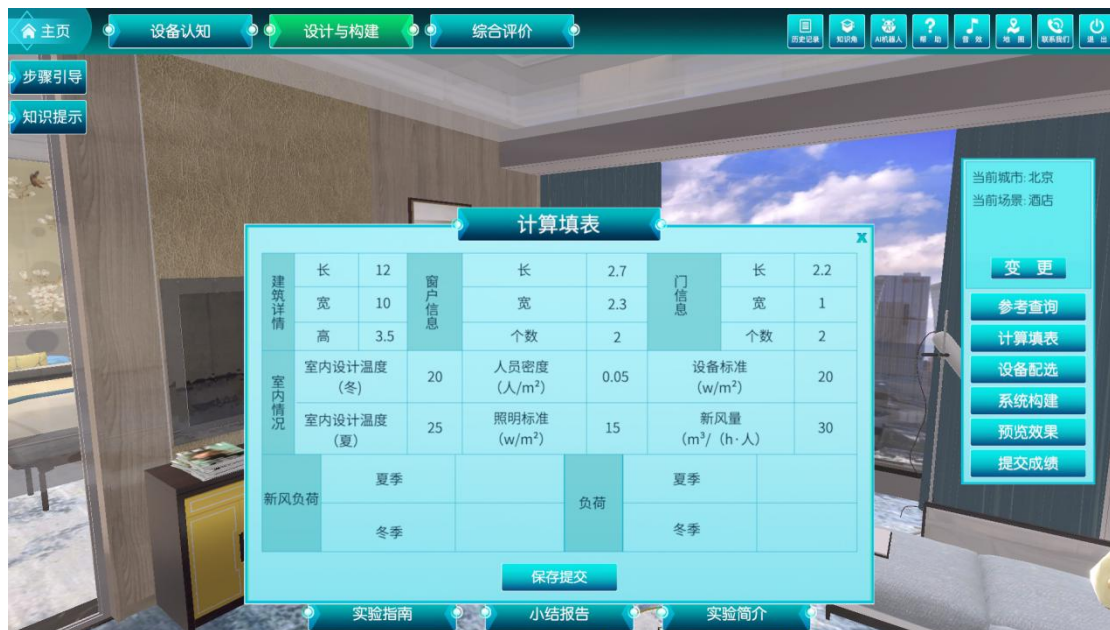 主页
设备认知
设计与构建
综合评价
历史记录
知识角
AI机器人
帮 助
音 效
地 图
联系我们
退 出
步骤引导
知识提示
当前城市:北京
当前场景:酒店
变 更
参考查询
计算填表
设备配选
系统构建
预览效果
提交成绩
计算填表
X
建筑详情
长
12
窗户信息
长
2.7
门信息
长
2.2
宽
10
宽
2.3
宽
1
高
3.5
个数
2
个数
2
室内情况
室内设计温度
(冬)
20
人员密度
(人/m²)
0.05
设备标准
(w/m²)
20
室内设计温度
(夏)
25
照明标准
(w/m²)
15
新风量
(m³/(h·人)
30
新风负荷
夏季
负荷
夏季
冬季
冬季
保存提交
实验指南
小结报告
实验简介